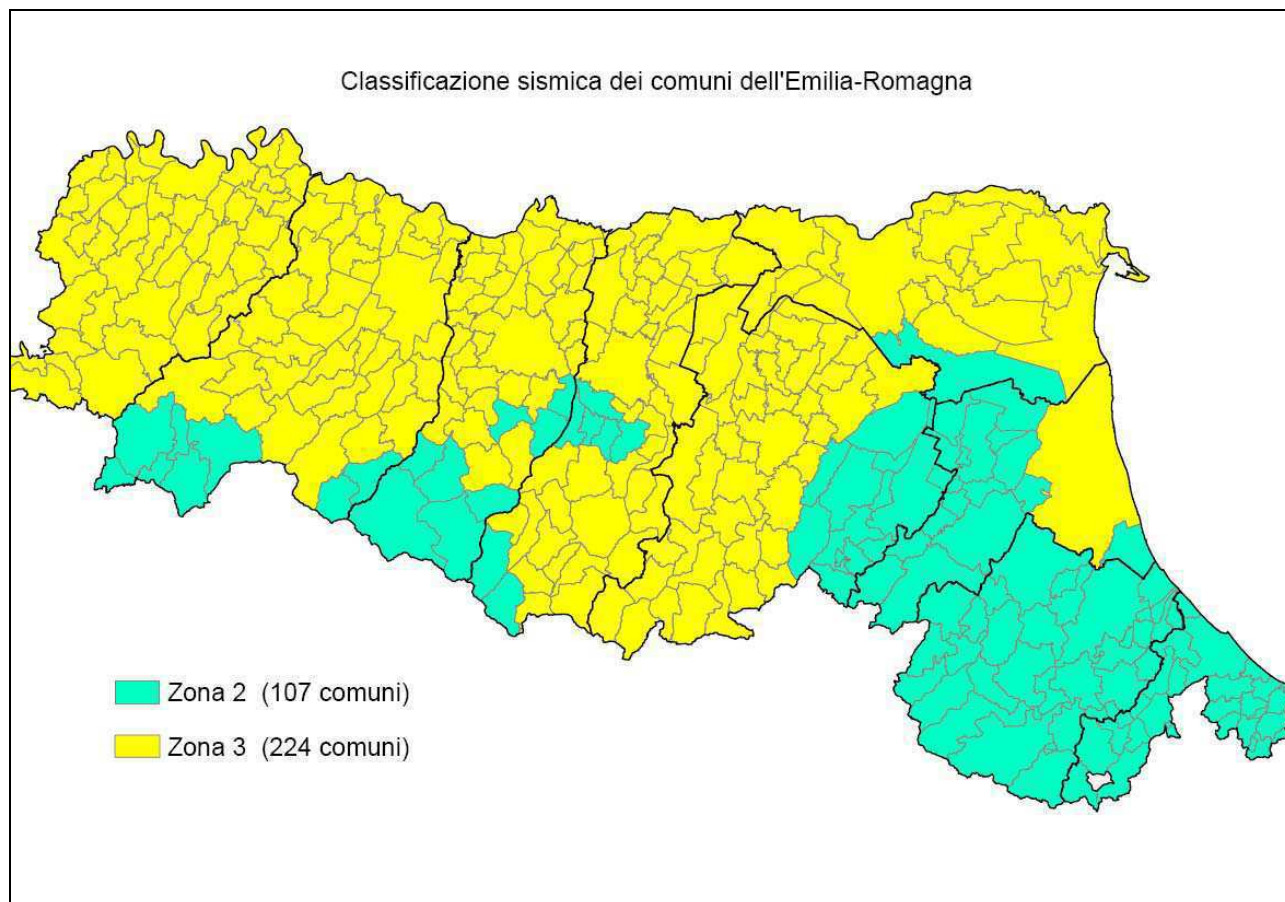 Classificazione sismica dei comuni dell'Emilia-Romagna
Zona 2 (107 comuni)
Zona 3 (224 comuni)